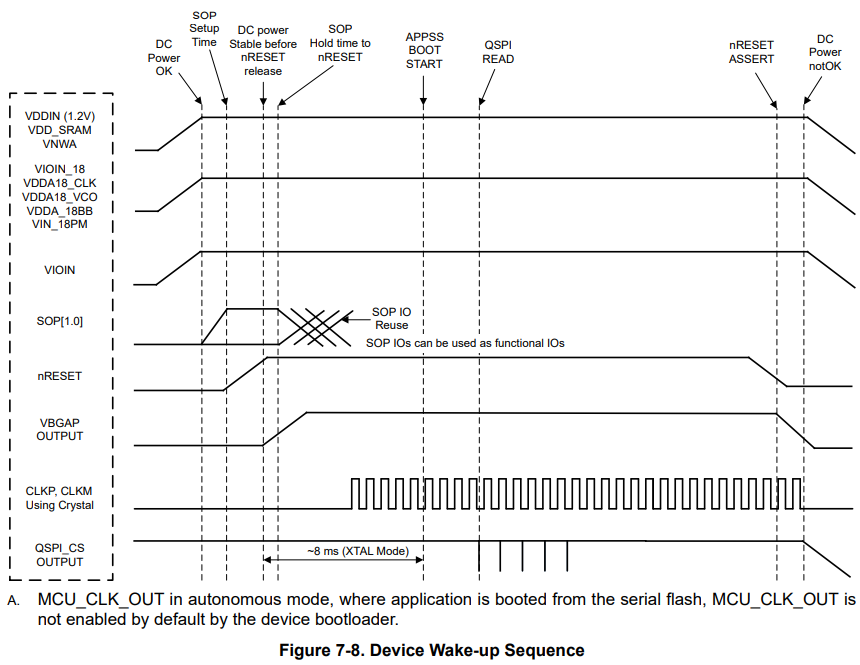 DC
Power
OK
SOP
Setup
Time
DC power
Stable before
nRESET
release
SOP
Hold time to
nRESET
APPSS
BOOT
START
QSPI
READ
nRESET
ASSERT
DC
Power
notOK
VDDIN (1.2V)
VDD_SRAM
VNWA
VIOIN_18
VDDA18_CLK
VDDA18_VCO
VDDA_18BB
VIN_18PM
VIOIN
SOP[1.0]
SOP IO
Reuse
SOP IOs can be used as functional IOs
nRESET
VBGAP
OUTPUT
CLKP, CLKM
Using Crystal
QSPI_CS
OUTPUT
~8 ms (XTAL Mode)
A. MCU_CLK_OUT in autonomous mode, where application is booted from the serial flash, MCU_CLK_OUT is
not enabled by default by the device bootloader.
Figure 7-8. Device Wake-up Sequence